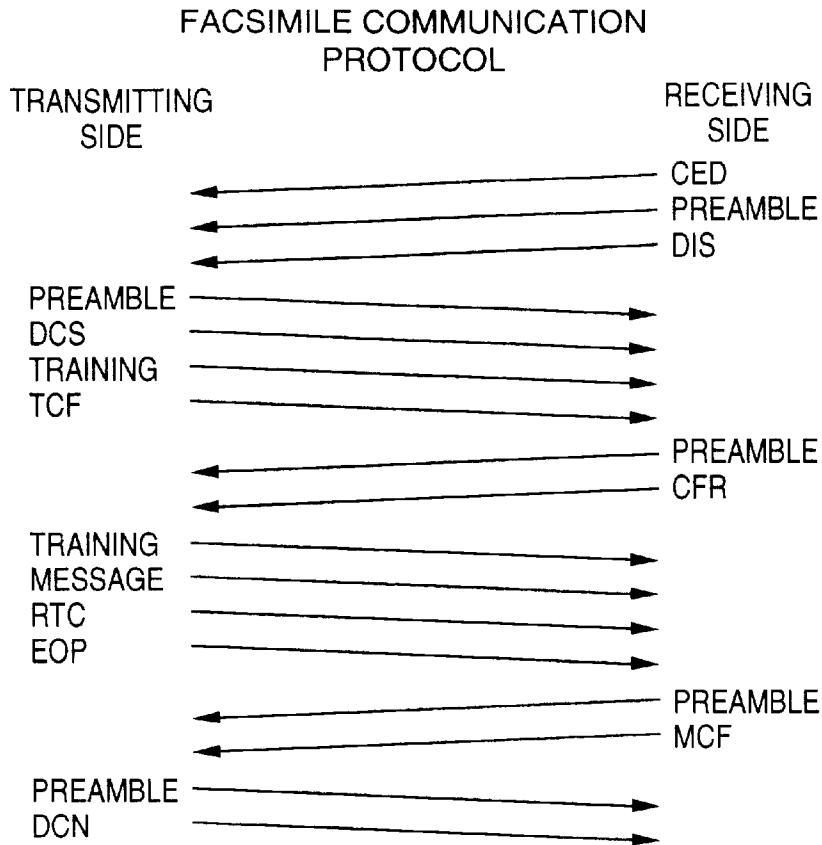 FACSIMILE COMMUNICATION
PROTOCOL
TRANSMITTING
SIDE
RECEIVING
SIDE
CED
PREAMBLE
DIS
PREAMBLE
DCS
TRAINING
TCF
PREAMBLE
CFR
TRAINING
MESSAGE
RTC
EOP
PREAMBLE
MCF
PREAMBLE
DCN